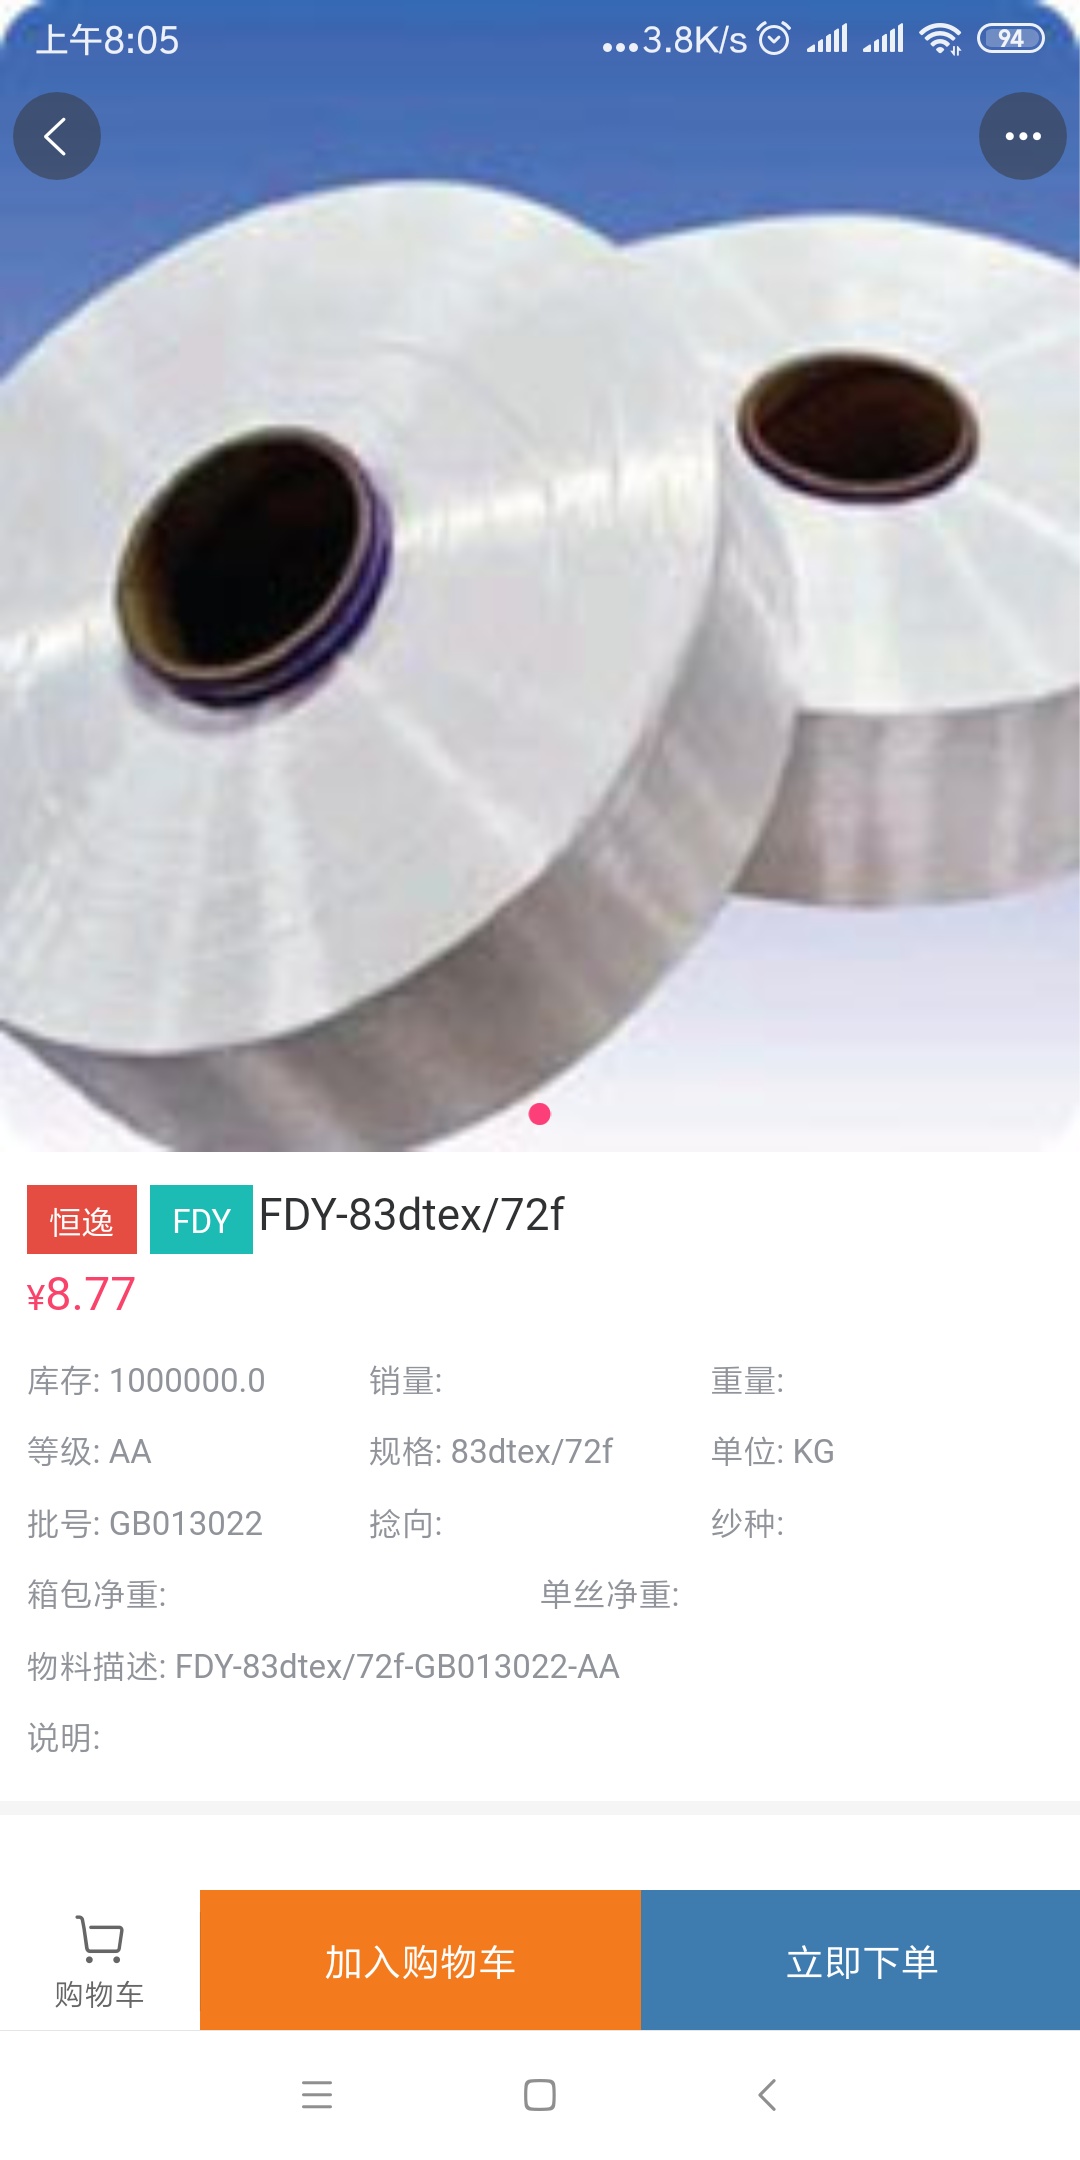 上午8:05 ...3.8K/s 94
恒逸 FDY FDY-83dtex/72f
¥8.77
库存: 1000000.0 销量: 重量:
等级: AA 规格: 83dtex/72f 单位: KG
批号: GB013022 捻向: 纱种:
箱包净重: 单丝净重:
物料描述: FDY-83dtex/72f-GB013022-AA
说明:
购物车 加入购物车 立即下单